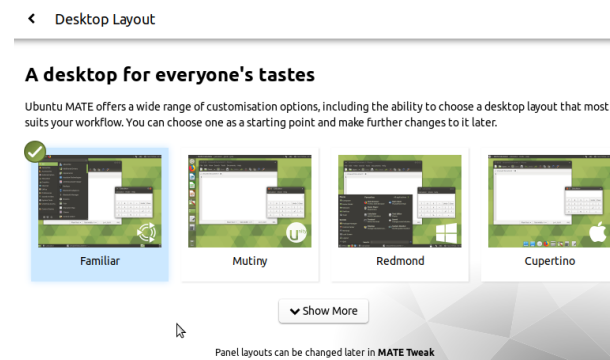 Desktop Layout
A desktop for everyone's tastes
Ubuntu MATE offers a wide range of customisation options, including the ability to choose a desktop layout that most
suits your workflow. You can choose one as a starting point and make further changes to it later.
Familiar
Mutiny
Redmond
Cupertino
Show More
Panel layouts can be changed later in MATE Tweak